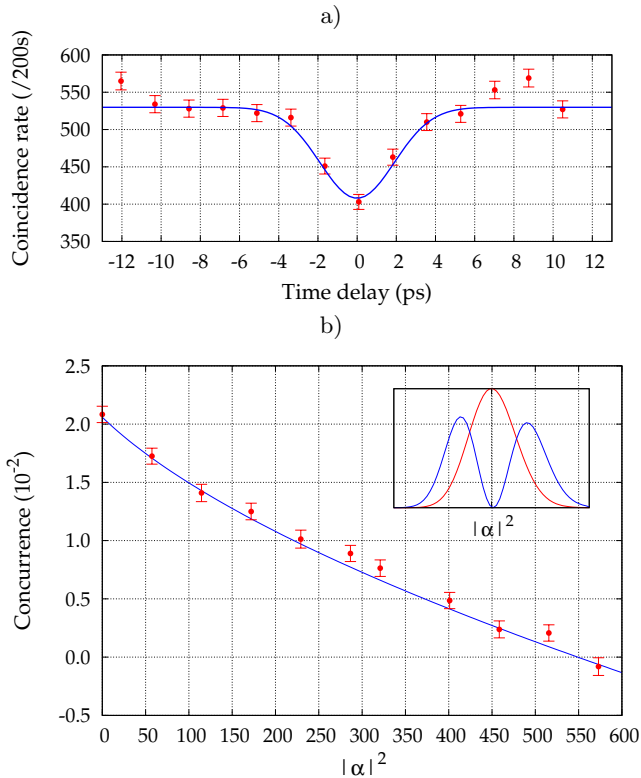 a)
Coincidence rate (/200s)
600
550
500
450
400
350
-12 -10 -8 -6 -4 -2 0 2 4 6 8 10 12
Time delay (ps)
b)
Concurrence (10⁻²)
2.5
2.0
1.5
1.0
0.5
0.0
-0.5
|α|²
0 50 100 150 200 250 300 350 400 450 500 550 600
|α|²